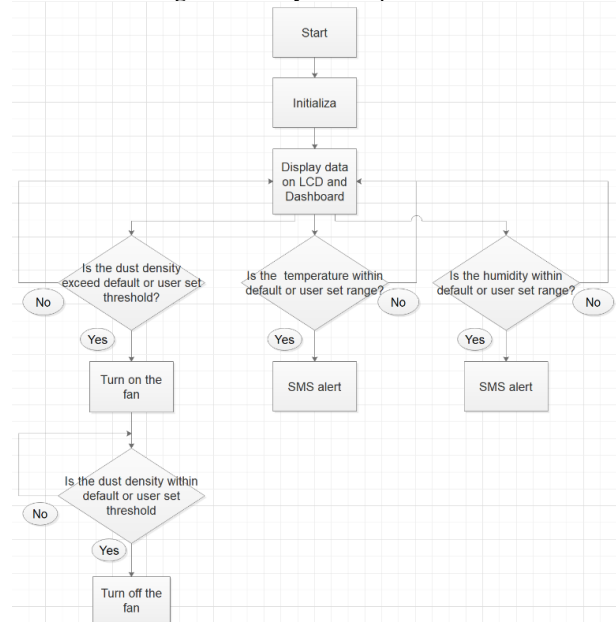 Start
Initializa
Display data
on LCD and
Dashboard
Is the dust density
exceed default or user set
threshold?
No
Yes
Is the temperature within
default or user set range?
No
Yes
Is the humidity within
default or user set range?
No
Yes
Turn on the
fan
SMS alert
SMS alert
Is the dust density within
default or user set
threshold
No
Yes
Turn off the
fan